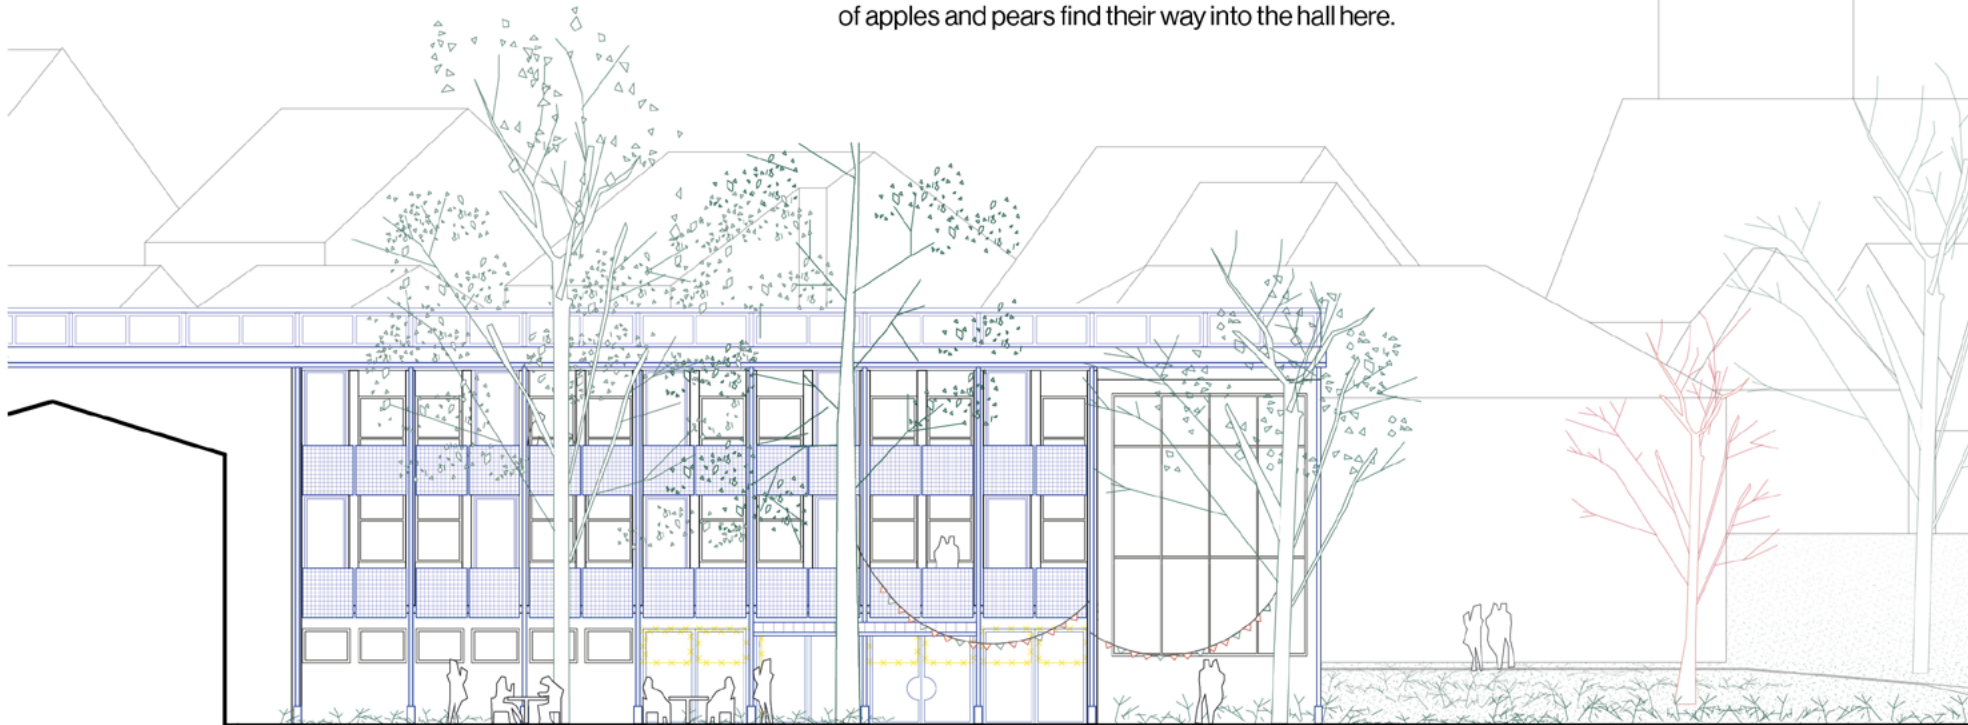 of apples and pears find their way into the hall here.